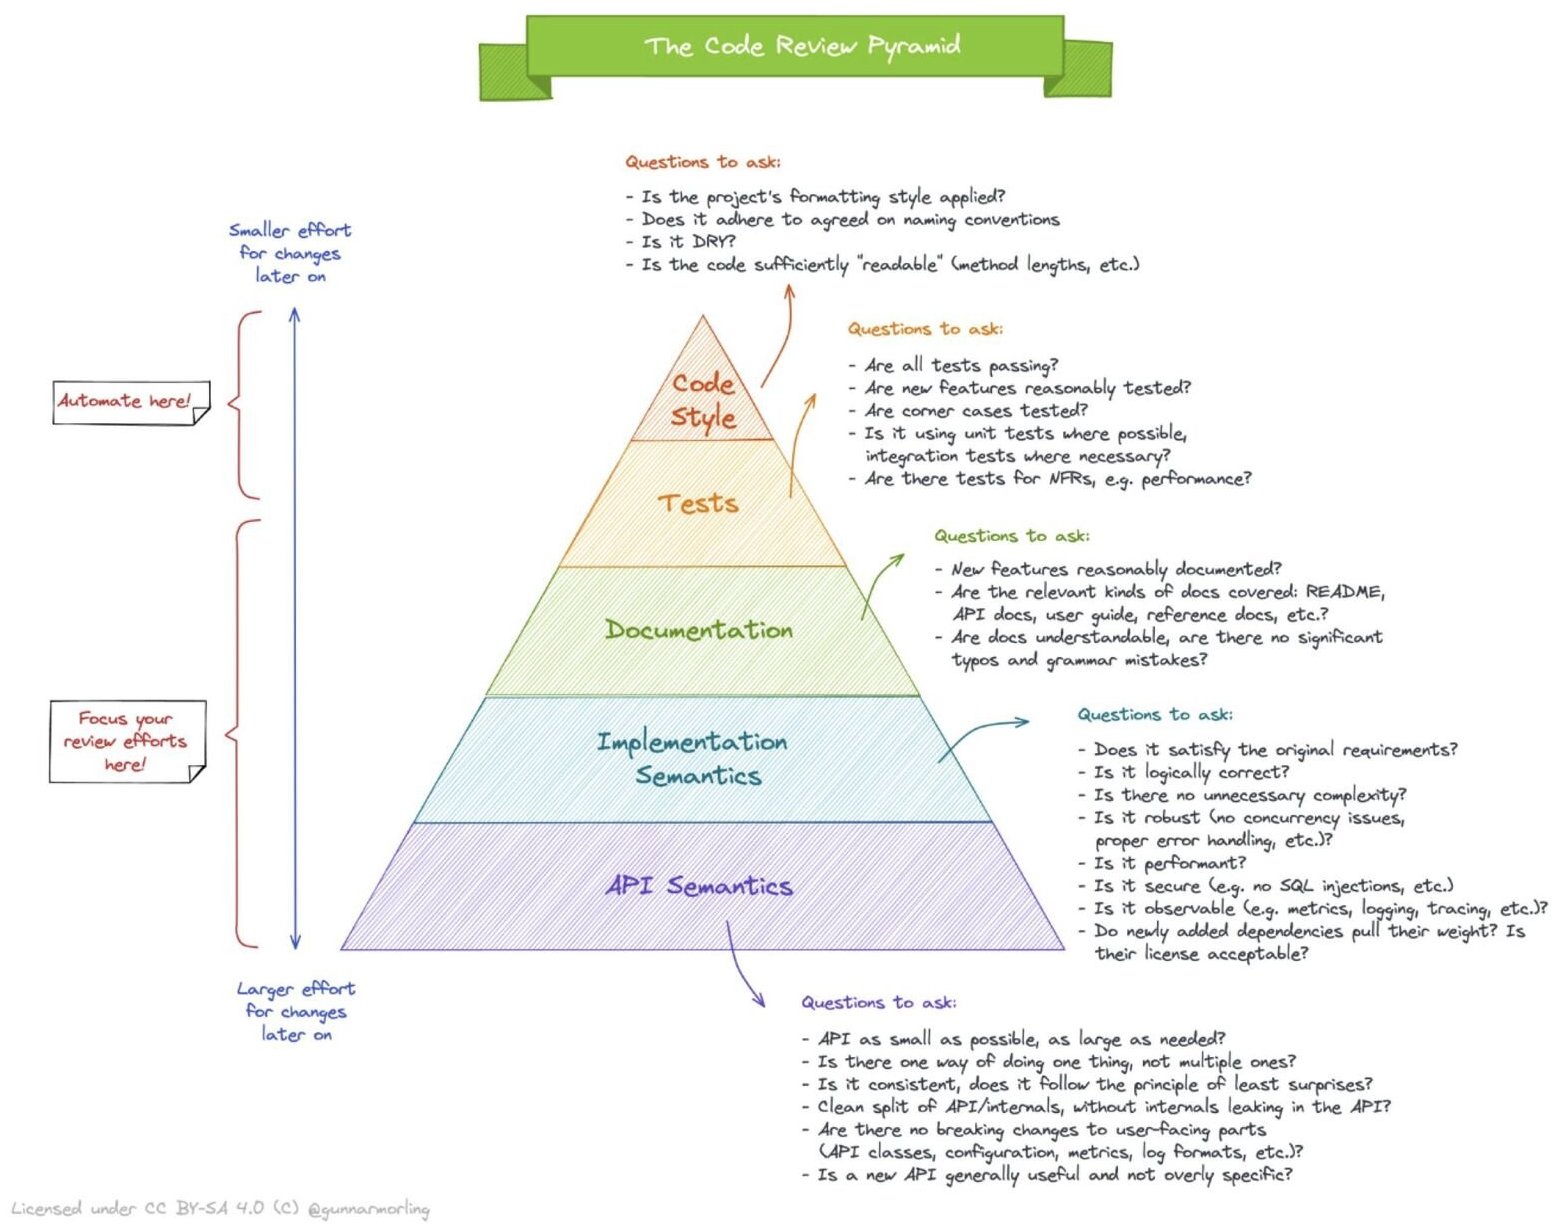 The Code Review Pyramid
Questions to ask:
- Is the project's formatting style applied?
- Does it adhere to agreed on naming conventions
- Is it DRY?
- Is the code sufficiently "readable" (method lengths, etc.)
Smaller effort
for changes
later on
Automate here!
Focus your
review efforts
here!
Larger effort
for changes
later on
Code
Style
Tests
Documentation
Implementation
Semantics
API Semantics
Questions to ask:
- Are all tests passing?
- Are new features reasonably tested?
- Are corner cases tested?
- Is it using unit tests where possible,
integration tests where necessary?
- Are there tests for NFRs, e.g. performance?
Questions to ask:
- New features reasonably documented?
- Are the relevant kinds of docs covered: README,
API docs, user guide, reference docs, etc.?
- Are docs understandable, are there no significant
typos and grammar mistakes?
Questions to ask:
- Does it satisfy the original requirements?
- Is it logically correct?
- Is there no unnecessary complexity?
- Is it robust (no concurrency issues,
proper error handling, etc.)?
- Is it performant?
- Is it secure (e.g. no SQL injections, etc.)
- Is it observable (e.g. metrics, logging, tracing, etc.)?
- Do newly added dependencies pull their weight? Is
their license acceptable?
Questions to ask:
- API as small as possible, as large as needed?
- Is there one way of doing one thing, not multiple ones?
- Is it consistent, does it follow the principle of least surprises?
- Clean split of API/internals, without internals leaking in the API?
- Are there no breaking changes to user-facing parts
(API classes, configuration, metrics, log formats, etc.)?
- Is a new API generally useful and not overly specific?
Licensed under CC BY-SA 4.0 (C) @gunnarmorling